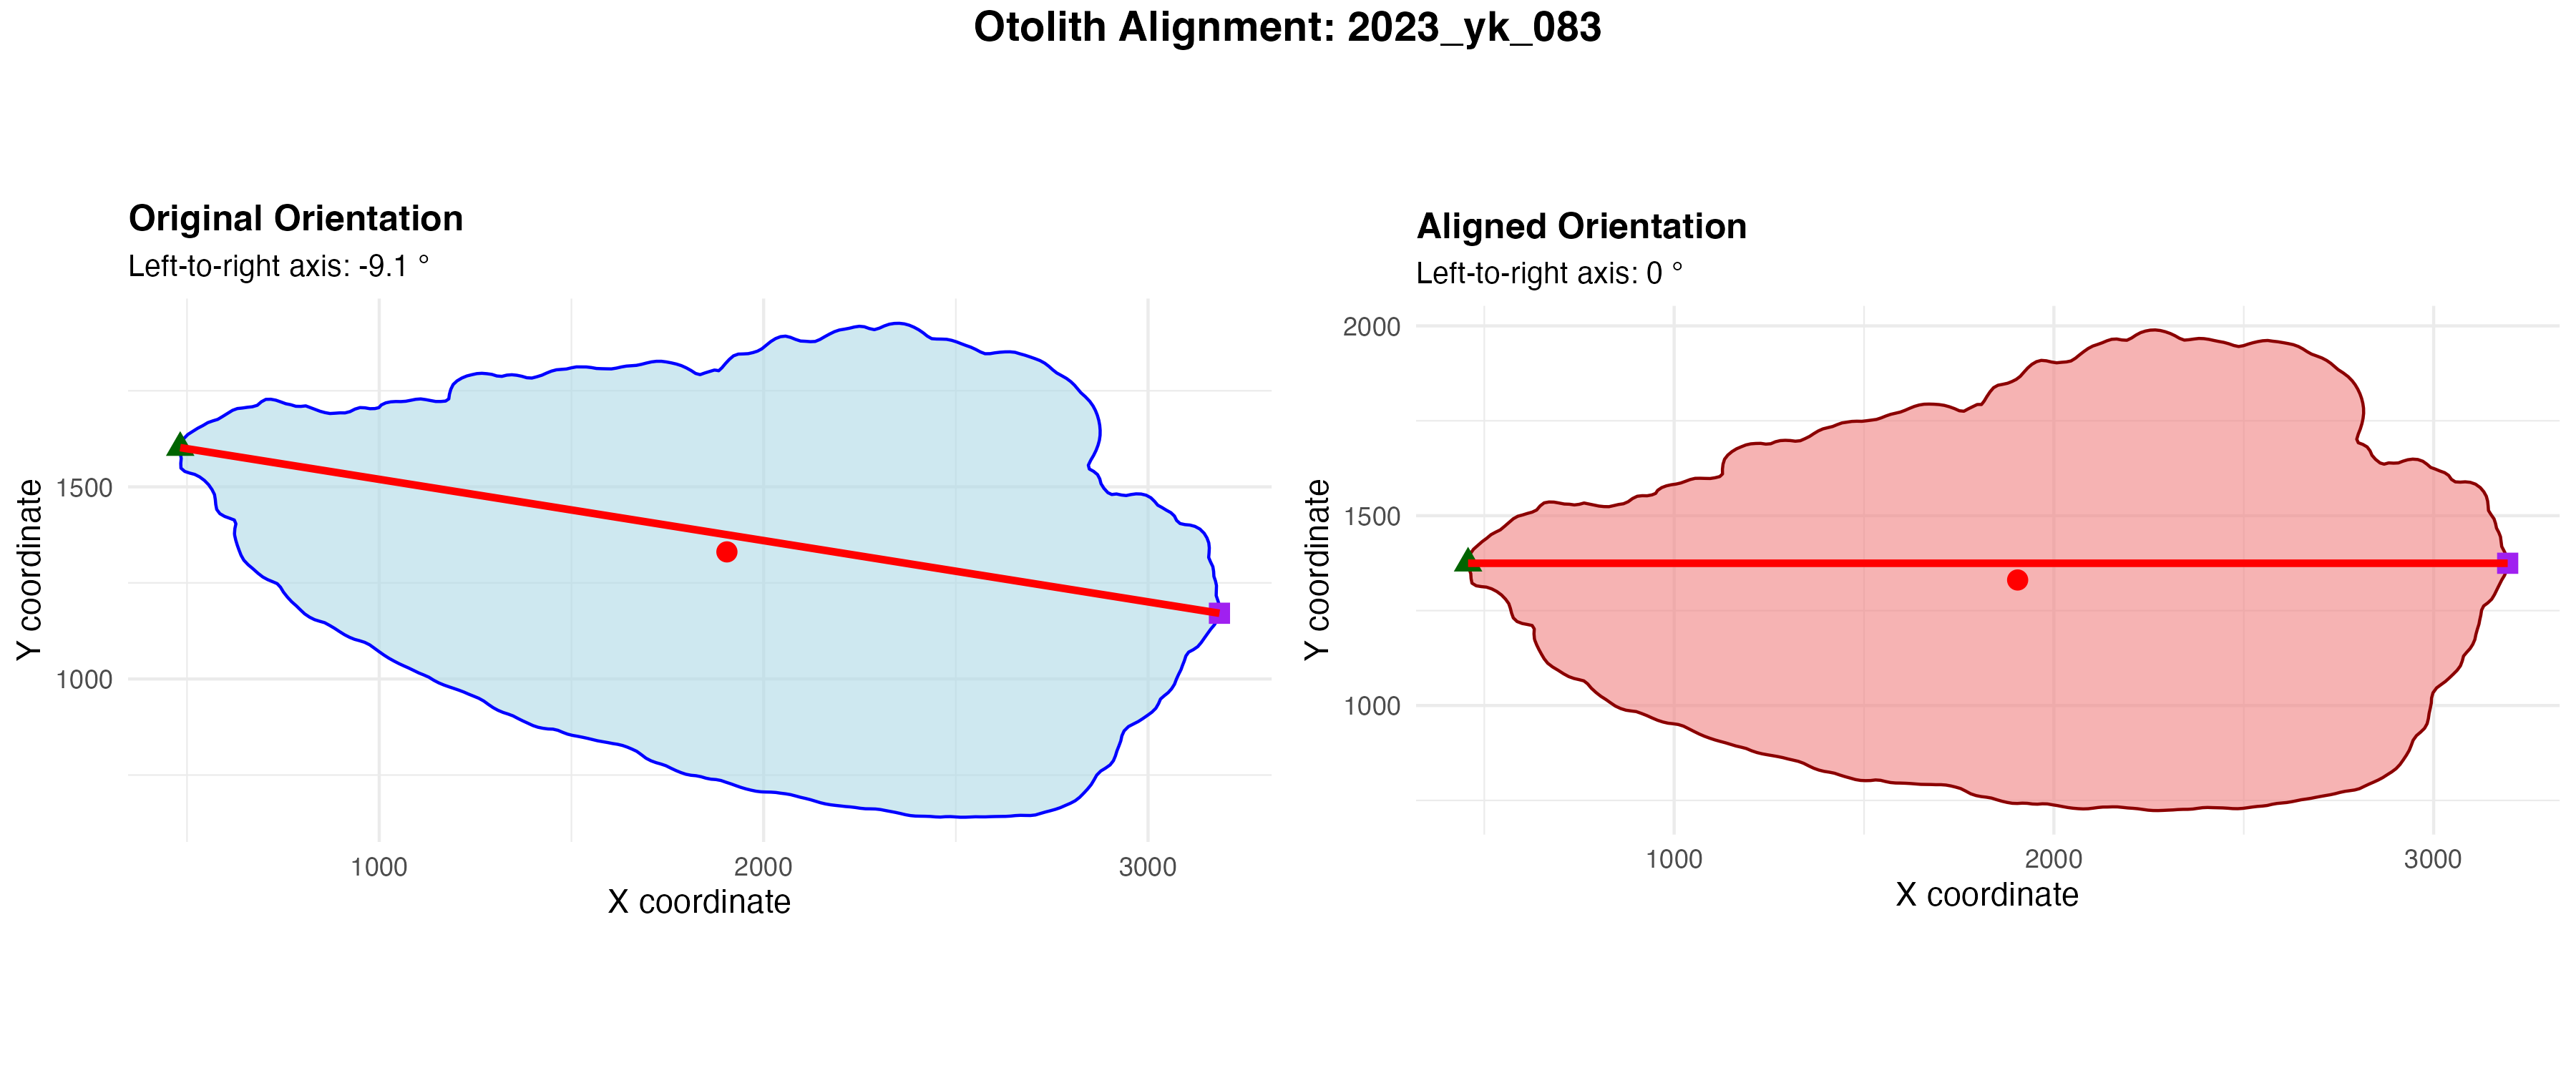 Otolith Alignment: 2023_yk_083
Original Orientation
Left-to-right axis: -9.1 °
Y coordinate
1500
1000
1000
2000
3000
X coordinate
Aligned Orientation
Left-to-right axis: 0 °
Y coordinate
2000
1500
1000
1000
2000
3000
X coordinate